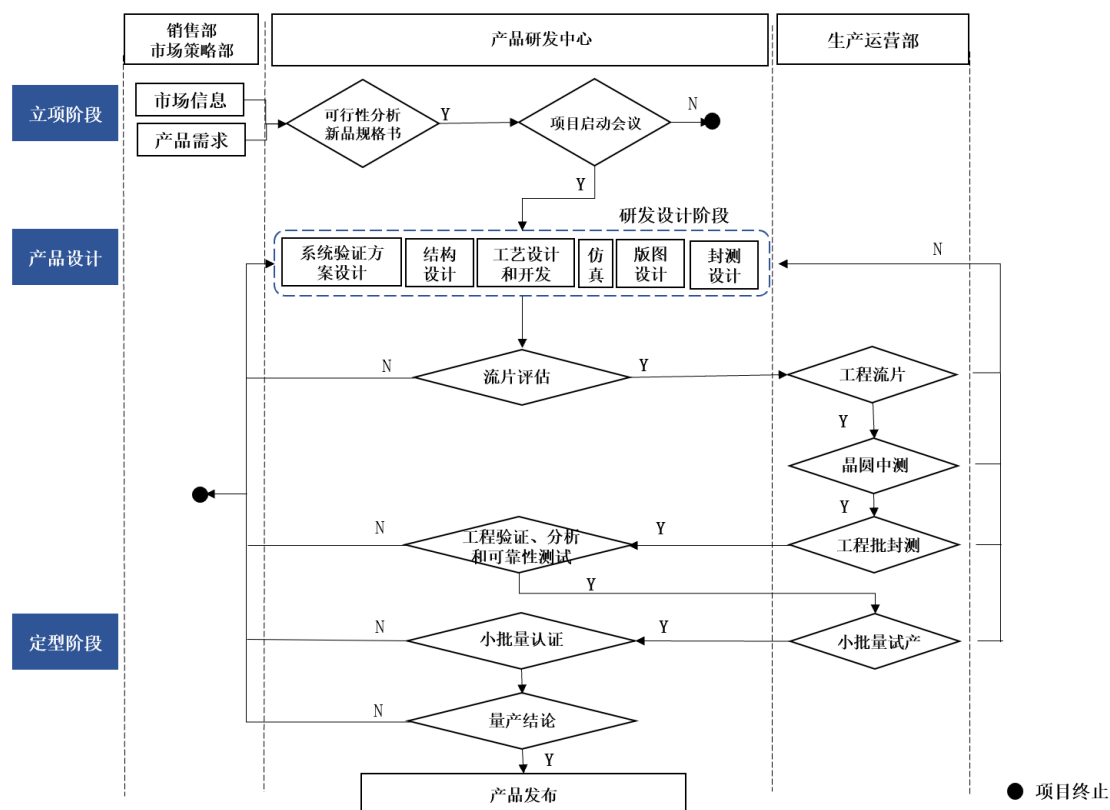 销售部
市场策略部
产品研发中心
生产运营部
立项阶段
市场信息
产品需求
可行性分析
新品规格书
Y
项目启动会议
N
Y
研发设计阶段
产品设计
系统验证方
案设计
结构
设计
工艺设计
和开发
仿
真
版图
设计
封测
设计
N
N
流片评估
Y
工程流片
Y
晶圆中测
Y
N
工程验证、分析
和可靠性测试
Y
工程批封测
Y
定型阶段
N
小批量认证
Y
小批量试产
N
量产结论
Y
产品发布
项目终止